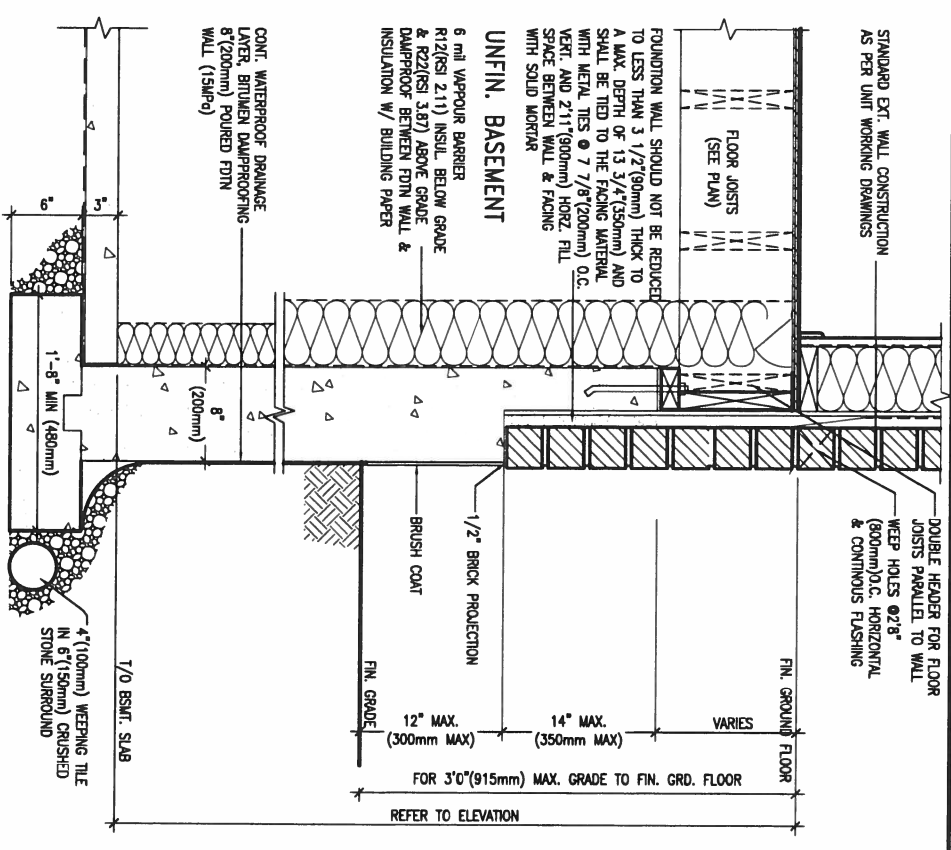 STANDARD EXT. WALL CONSTRUCTION
AS PER UNIT WORKING DRAWINGS
FLOOR JOISTS
(SEE PLAN)
FOUNDTION WALL SHOULD NOT BE REDUCED
TO LESS THAN 3 1/2"(90mm) THICK TO
A MAX. DEPTH OF 13 3/4"(350mm) AND
SHALL BE TIED TO THE FACING MATERIAL
WITH METAL TIES @ 7 7/8"(200mm) O.C.
VERT. AND 2'11"(900mm) HORZ. FILL
SPACE BETWEEN WALL & FACING
WITH SOLID MORTAR
UNFIN. BASEMENT
6 mil VAPPOUR BARRIER
R12(RSI 2.11) INSUL BELOW GRADE
& R22(RSI 3.87) ABOVE GRADE
DAMPPROOF BETWEEN FDTN WALL &
INSULATION W/ BUILDING PAPER
CONT. WATERPROOF DRAINAGE
LAYER, BITUMEN DAMPPROOFING
8"(200mm) POURED FDTN
WALL (15MPa)
6"
3"
1'-8" MIN (480mm)
8"
(200mm)
DOUBLE HEADER FOR FLOOR
JOISTS PARALLEL TO WALL
WEEP HOLES @2'8"
(800mm)O.C. HORIZONTAL
& CONTINOUS FLASHING
1/2" BRICK PROJECTION
BRUSH COAT
4"(100mm) WEEPING TILE
IN 6"(150mm) CRUSHED
STONE SURROUND
T/O BSMT. SLAB
FIN. GRADE
FIN. GROUND FLOOR
12" MAX.
(300mm MAX)
14" MAX.
(350mm MAX)
VARIES
FOR 3'0"(915mm) MAX. GRADE TO FIN. GRD. FLOOR
REFER TO ELEVATION